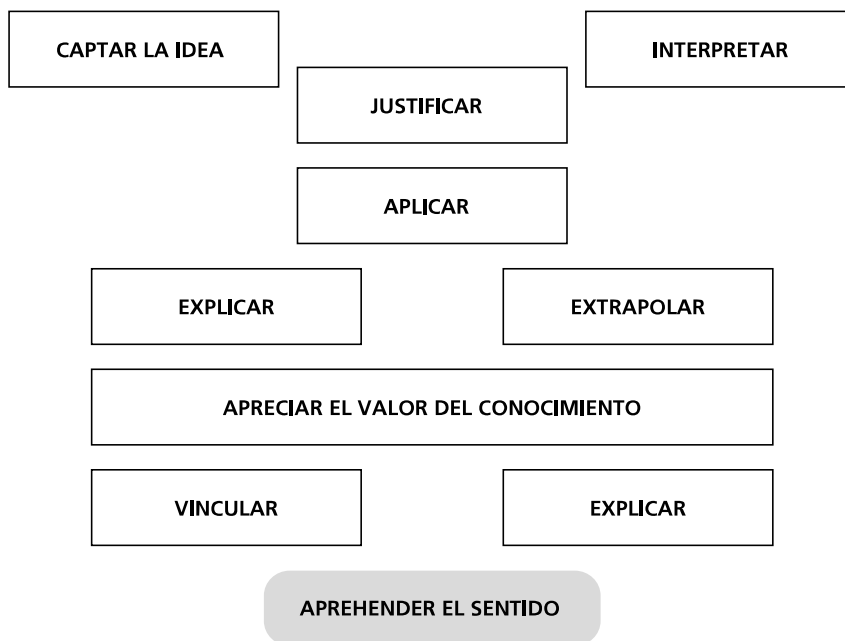 CAPTAR LA IDEA
INTERPRETAR
JUSTIFICAR
APLICAR
EXPLICAR
EXTRAPOLAR
APRECIAR EL VALOR DEL CONOCIMIENTO
VINCULAR
EXPLICAR
APREHENDER EL SENTIDO